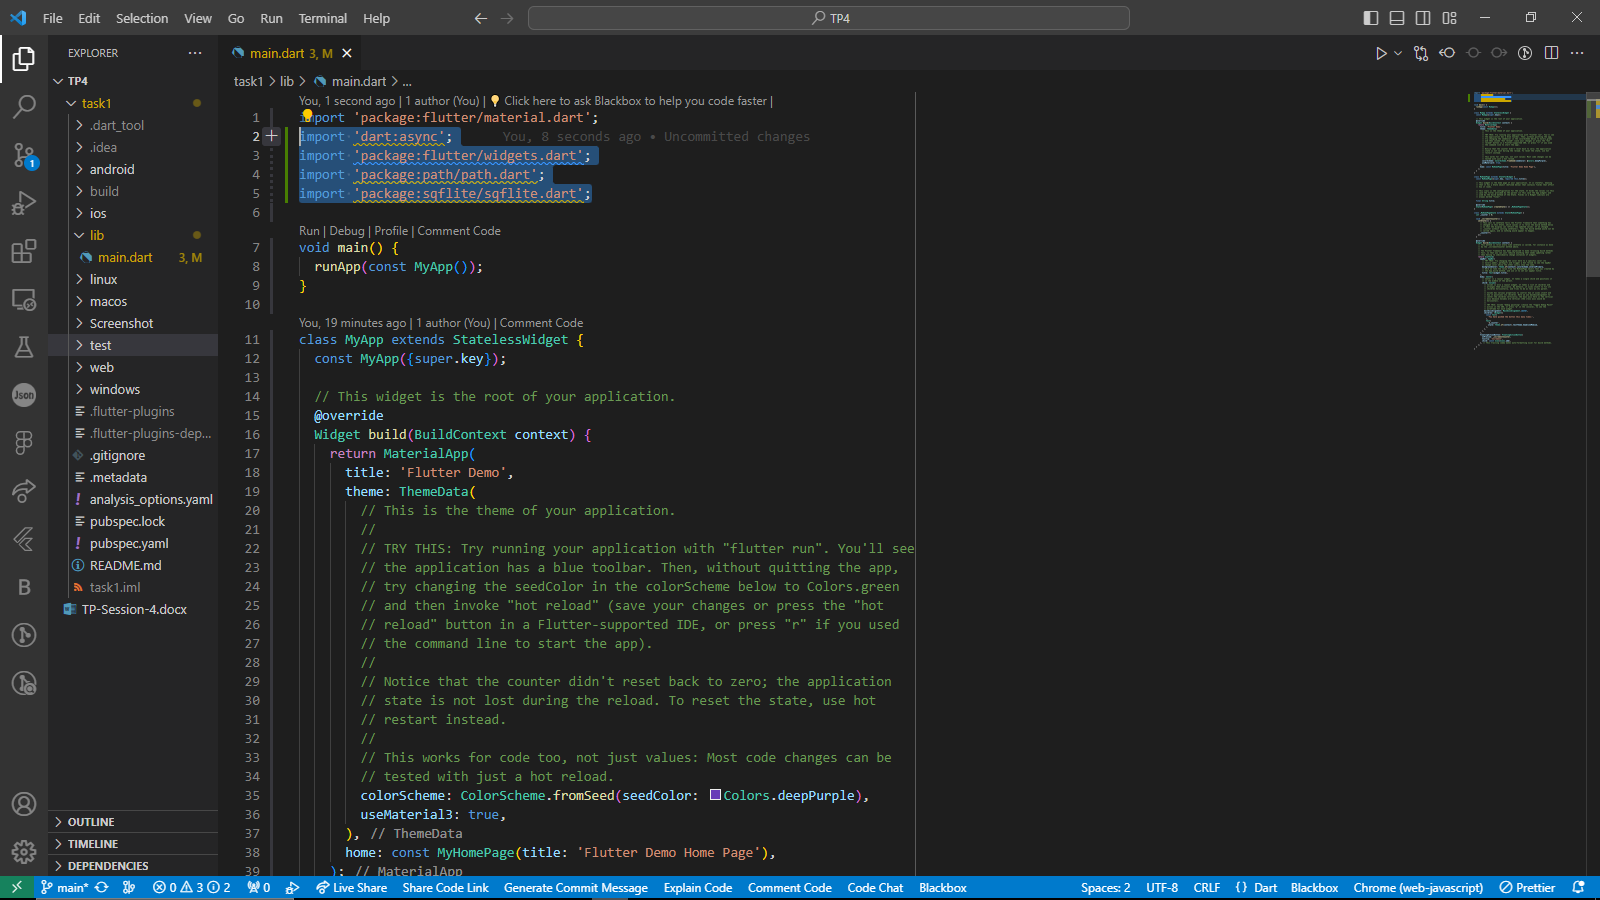 File Edit Selection View Go Run Terminal Help
TP4
EXPLORER
TP4
task1
.dart_tool
.idea
android
build
ios
lib
main.dart 3, M
linux
macos
Screenshot
test
web
windows
.flutter-plugins
.flutter-plugins-dep...
.gitignore
.metadata
analysis_options.yaml
pubspec.lock
pubspec.yaml
README.md
task1.iml
TP-Session-4.docx
OUTLINE
TIMELINE
DEPENDENCIES
1
Json
B
main.dart 3, M
task1 > lib > main.dart > ...
You, 1 second ago | 1 author (You) | Click here to ask Blackbox to help you code faster |
1 import 'package:flutter/material.dart';
2 import 'dart:async'; You, 8 seconds ago • Uncommitted changes
3 import 'package:flutter/widgets.dart';
4 import 'package:path/path.dart';
5 import 'package:sqflite/sqflite.dart';
6
Run | Debug | Profile | Comment Code
7 void main() {
8 runApp(const MyApp());
9 }
10
You, 19 minutes ago | 1 author (You) | Comment Code
11 class MyApp extends StatelessWidget {
12 const MyApp({super.key});
13
14 // This widget is the root of your application.
15 @override
16 Widget build(BuildContext context) {
17 return MaterialApp(
18 title: 'Flutter Demo',
19 theme: ThemeData(
20 // This is the theme of your application.
21 //
22 // TRY THIS: Try running your application with "flutter run". You'll see
23 // the application has a blue toolbar. Then, without quitting the app,
24 // try changing the seedColor in the colorScheme below to Colors.green
25 // and then invoke "hot reload" (save your changes or press the "hot
26 // reload" button in a Flutter-supported IDE, or press "r" if you used
27 // the command line to start the app).
28 //
29 // Notice that the counter didn't reset back to zero; the application
30 // state is not lost during the reload. To reset the state, use hot
31 // restart instead.
32 //
33 // This works for code too, not just values: Most code changes can be
34 // tested with just a hot reload.
35 colorScheme: ColorScheme.fromSeed(seedColor: Colors.deepPurple),
36 useMaterial3: true,
37 ), // ThemeData
38 home: const MyHomePage(title: 'Flutter Demo Home Page'),
39 ); // MaterialApp
main* 0 3 2 0 Live Share Share Code Link Generate Commit Message Explain Code Comment Code Code Chat Blackbox Spaces: 2 UTF-8 CRLF {} Dart Blackbox Chrome (web-javascript) Prettier